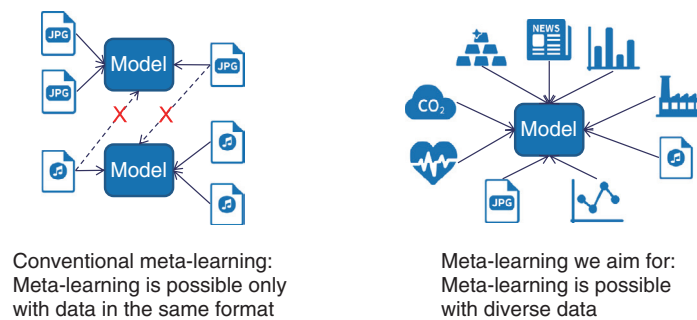 JPG
Model
JPG
JPG
X X
Model
Conventional meta-learning:
Meta-learning is possible only
with data in the same format
NEWS
CO2
Model
JPG
Meta-learning we aim for:
Meta-learning is possible
with diverse data